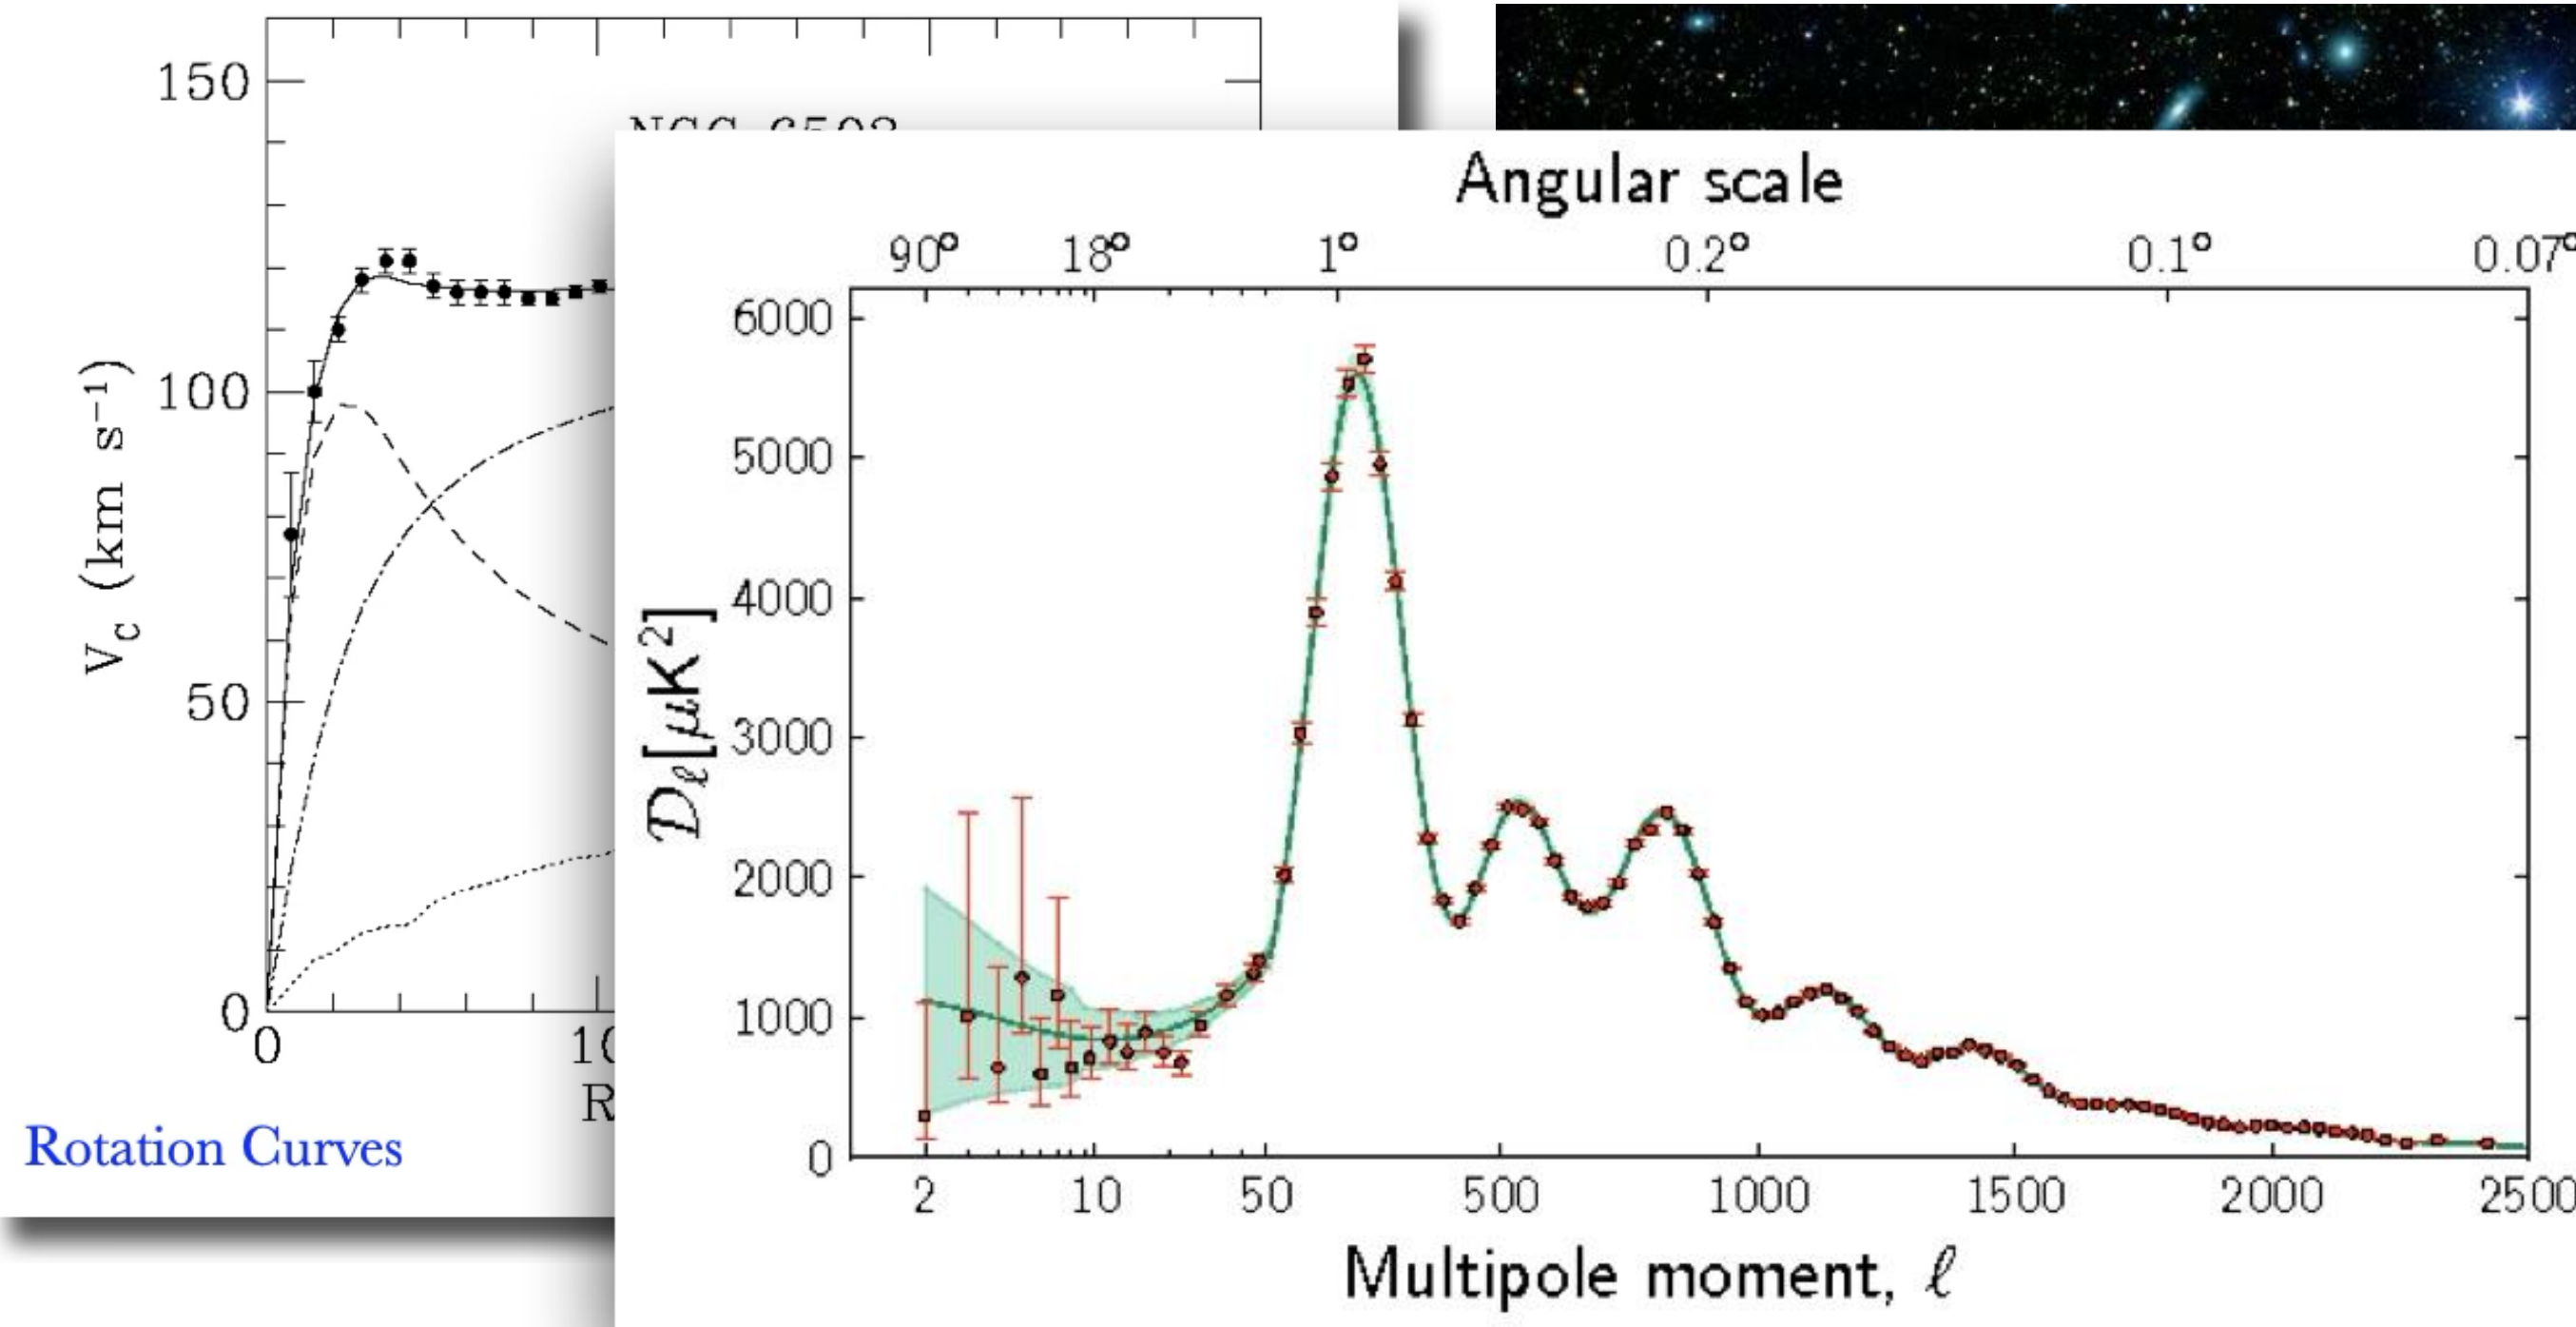 150
100
50
0
0
V_c (km s⁻¹)
Rotation Curves
Angular scale
90° 18° 1° 0.2° 0.1° 0.07°
6000
5000
4000
3000
2000
1000
0
𝒟_ℓ[μK²]
2 10 50 500 1000 1500 2000 2500
Multipole moment, ℓ